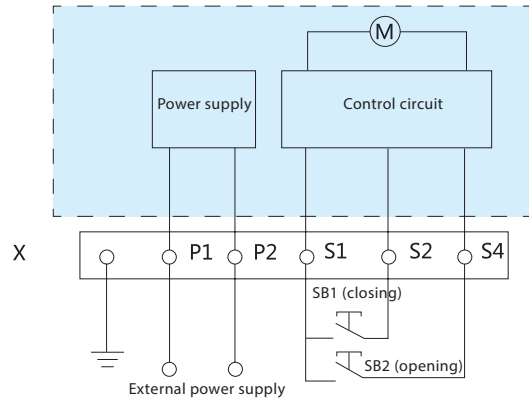 M
Power supply
Control circuit
X
P1
P2
S1
S2
S4
SB1 (closing)
SB2 (opening)
External power supply